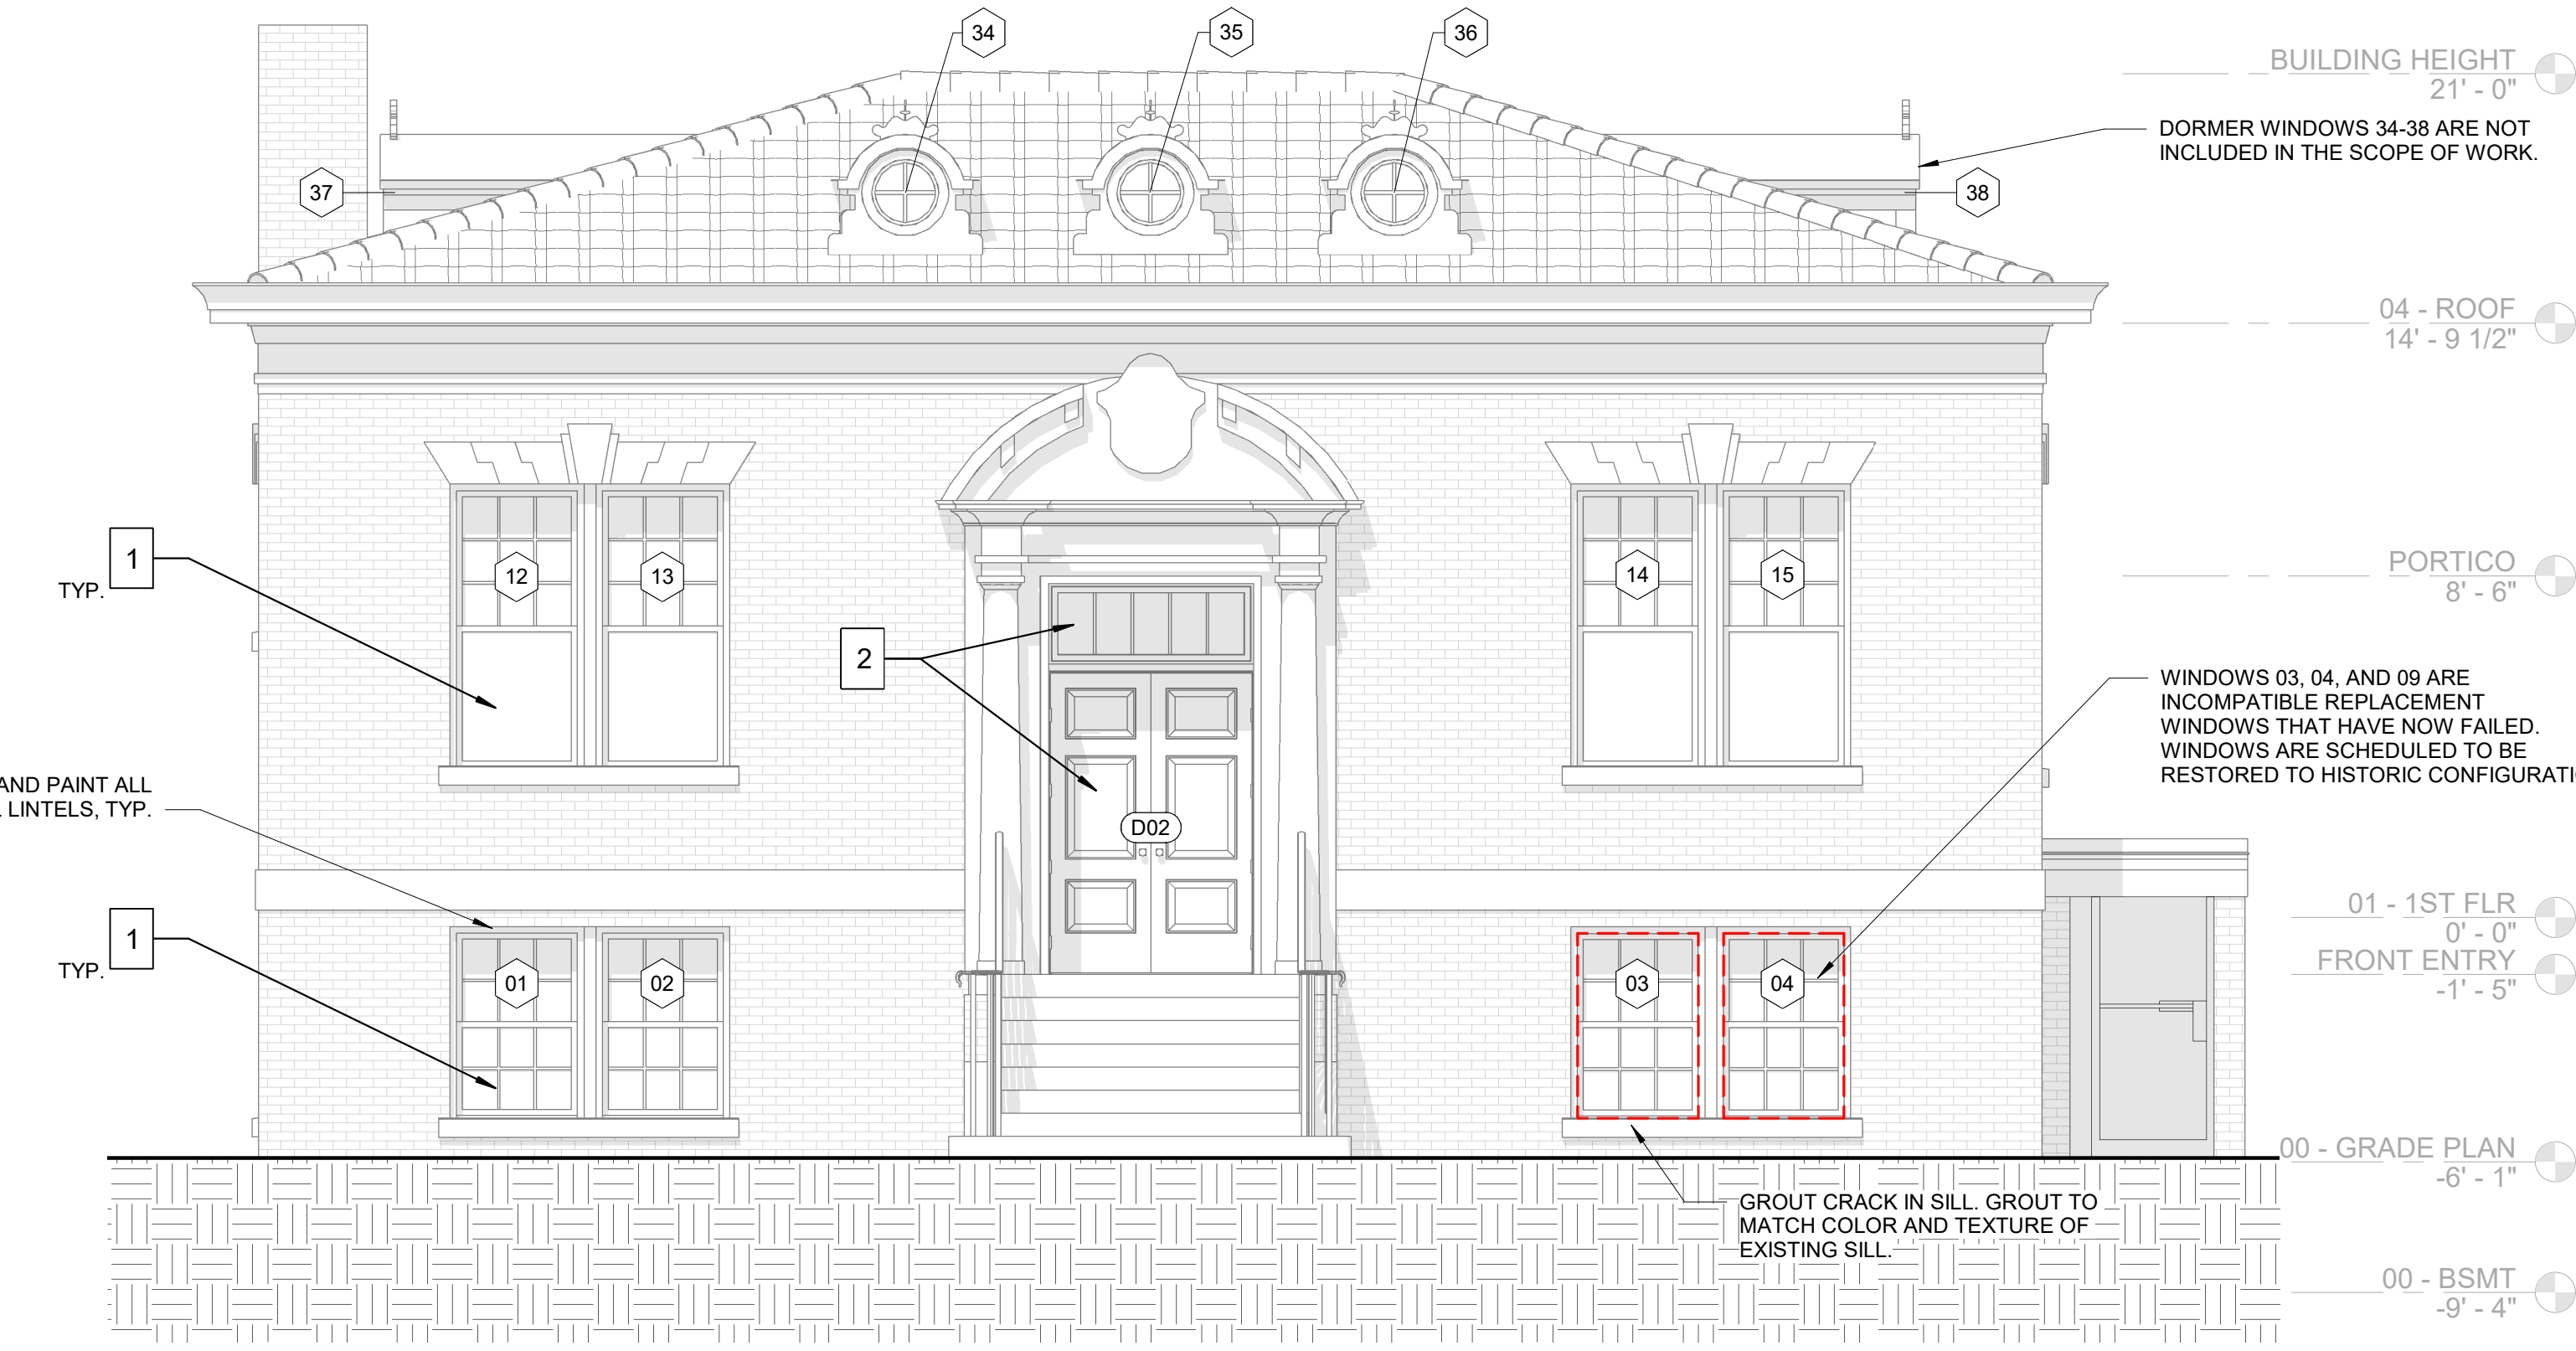 34
35
36
BUILDING HEIGHT
21' - 0"
DORMER WINDOWS 34-38 ARE NOT
INCLUDED IN THE SCOPE OF WORK.
37
38
04 - ROOF
14' - 9 1/2"
1
TYP.
12
13
14
15
PORTICO
8' - 6"
2
WINDOWS 03, 04, AND 09 ARE
INCOMPATIBLE REPLACEMENT
WINDOWS THAT HAVE NOW FAILED.
WINDOWS ARE SCHEDULED TO BE
RESTORED TO HISTORIC
AND PAINT ALL
LINTELS, TYP.
D02
01 - 1ST FLR
0' - 0"
FRONT ENTRY
-1' - 5"
1
TYP.
01
02
03
04
00 - GRADE PLAN
-6' - 1"
GROUT CRACK IN SILL. GROUT TO
MATCH COLOR AND TEXTURE OF
EXISTING SILL.
00 - BSMT
-9' - 4"